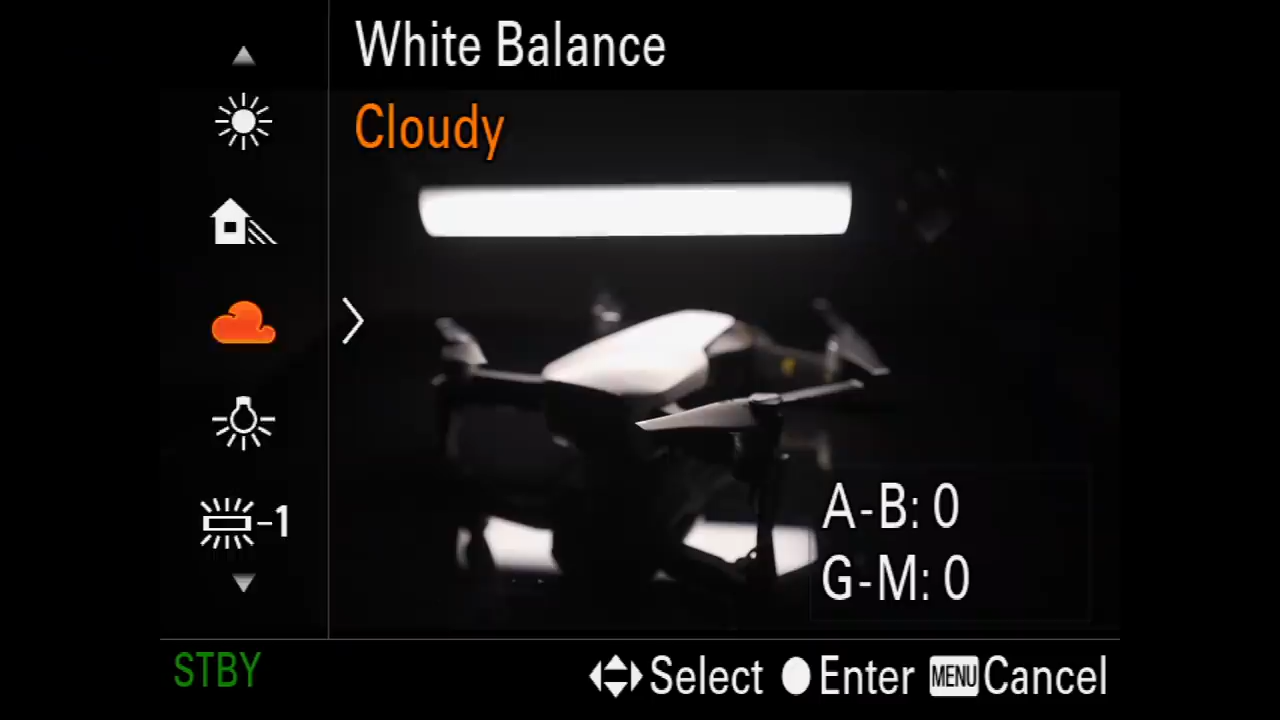 White Balance
Cloudy
-1
A-B: 0
G-M: 0
STBY
Select Enter MENU Cancel